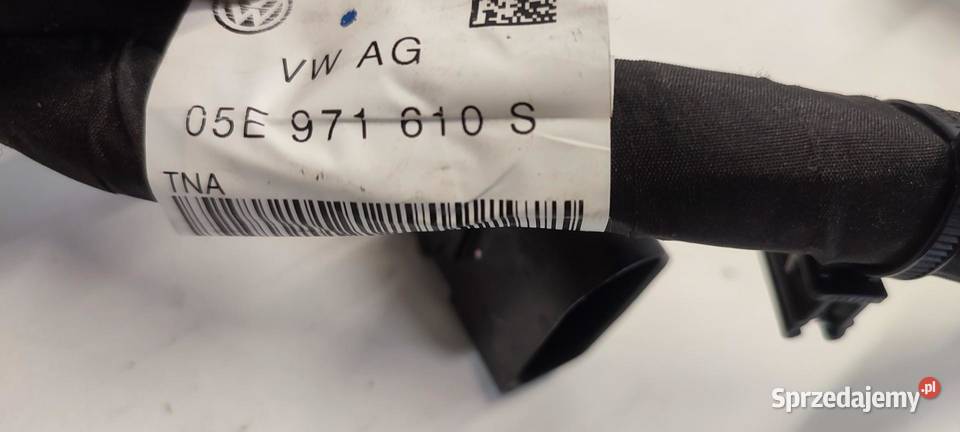 VW AG
05E 971 610 S
TNA
Sprzedajemy.pl